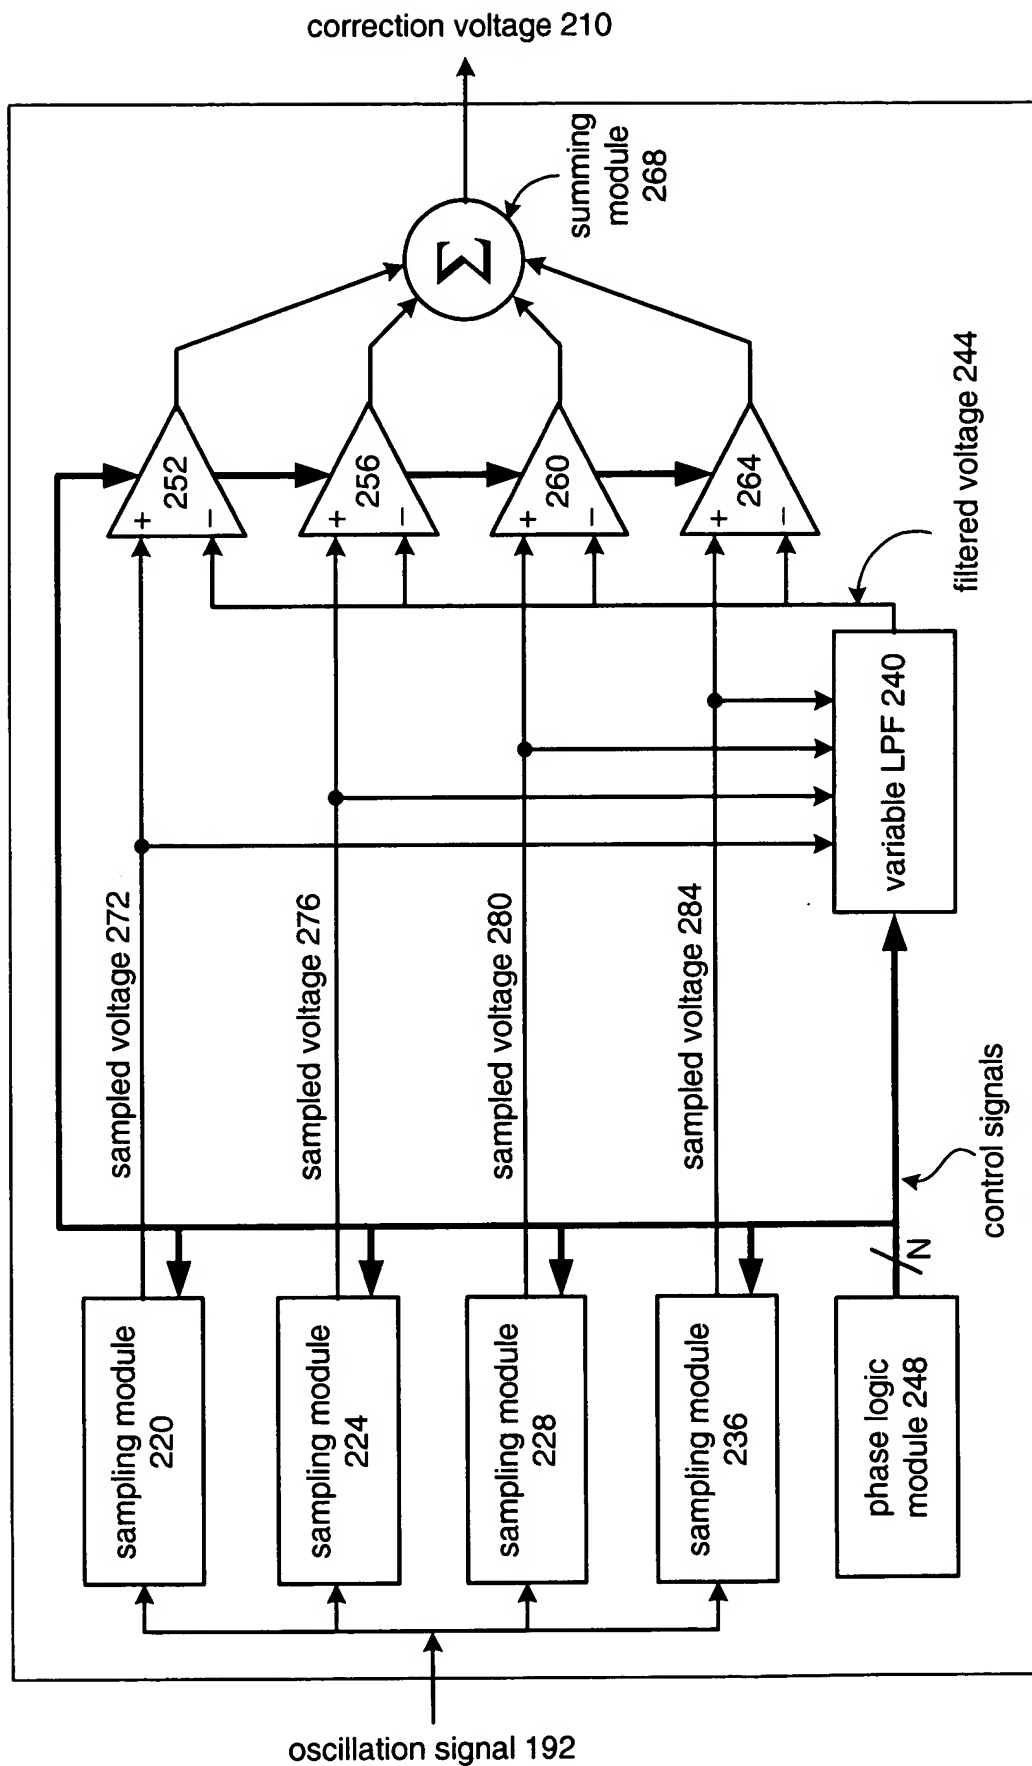 correction voltage 210
summing
module
268
Σ
252
+
−
256
+
−
260
+
−
264
+
−
filtered voltage 244
variable LPF 240
sampled voltage 272
sampled voltage 276
sampled voltage 280
sampled voltage 284
control signals
N
sampling module
220
sampling module
224
sampling module
228
sampling module
236
phase logic
module 248
oscillation signal 192